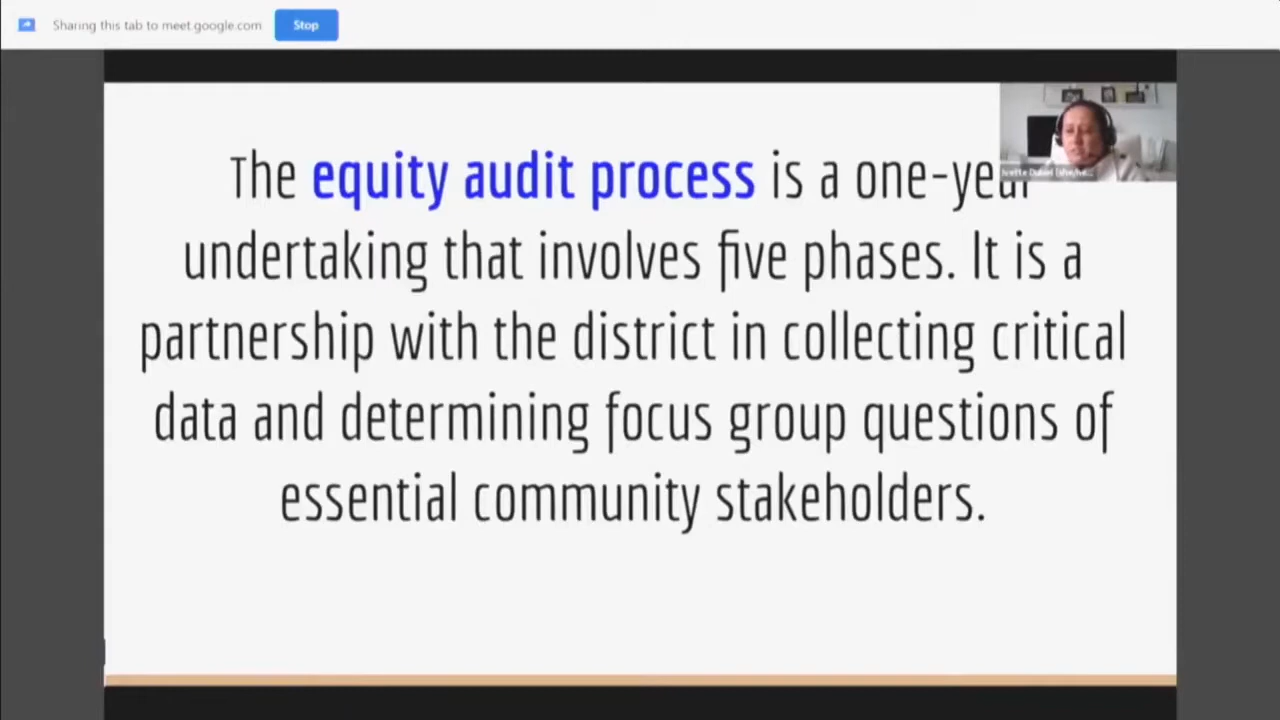 Sharing this tab to meet.google.com Stop
The equity audit process is a one-year
undertaking that involves five phases. It is a
partnership with the district in collecting critical
data and determining focus group questions of
essential community stakeholders.
Ivette